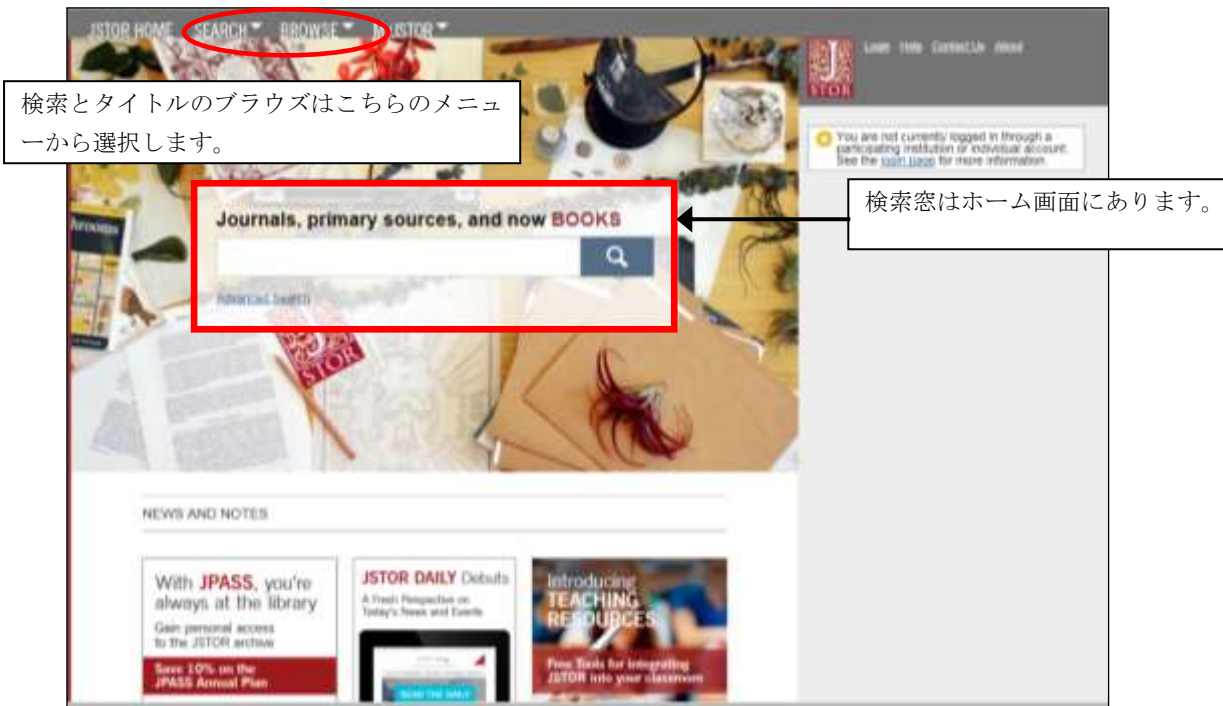 JSTOR HOME SEARCH BROWSE MYJSTOR
Login Help Contact Us About
JSTOR
検索とタイトルのブラウズはこちらのメニュ
ーから選択します。
You are not currently logged in through a
participating institution or individual account.
See the login page for more information.
検索窓はホーム画面にあります。
Journals, primary sources, and now BOOKS
Advanced Search
JSTOR
NEWS AND NOTES
With JPASS, you're
always at the library
Gain personal access
to the JSTOR archive
Save 10% on the
JPASS Annual Plan
JSTOR DAILY Debuts
A Fresh Perspective on
Today's News and Events
READ THE DAILY
Introducing
TEACHING
RESOURCES
Free Tools for integrating
JSTOR into your classroom